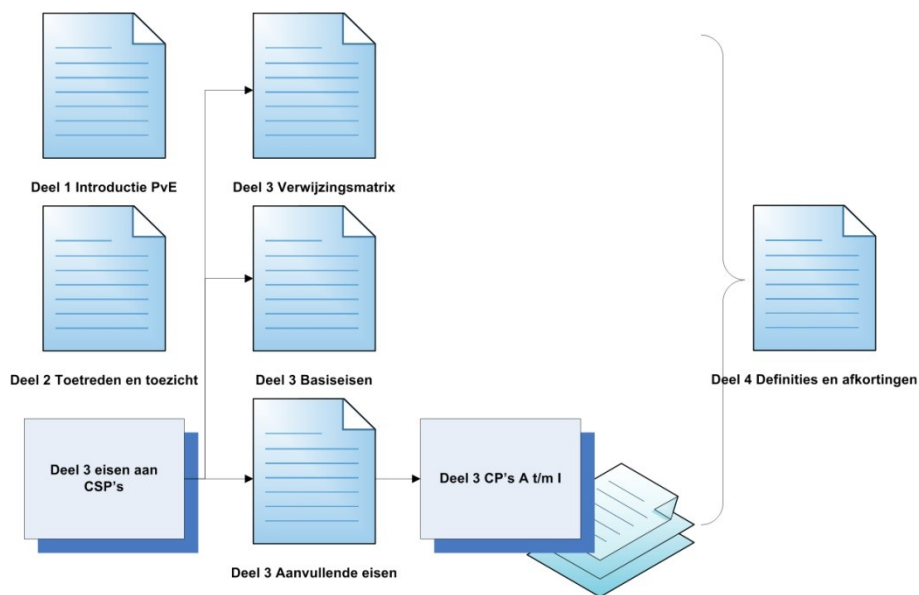 Deel 1 Introductie PvE
Deel 3 Verwijzingsmatrix
Deel 2 Toetreden en toezicht
Deel 3 Basiseisen
Deel 4 Definities en afkortingen
Deel 3 eisen aan
CSP's
Deel 3 CP's A t/m I
Deel 3 Aanvullende eisen